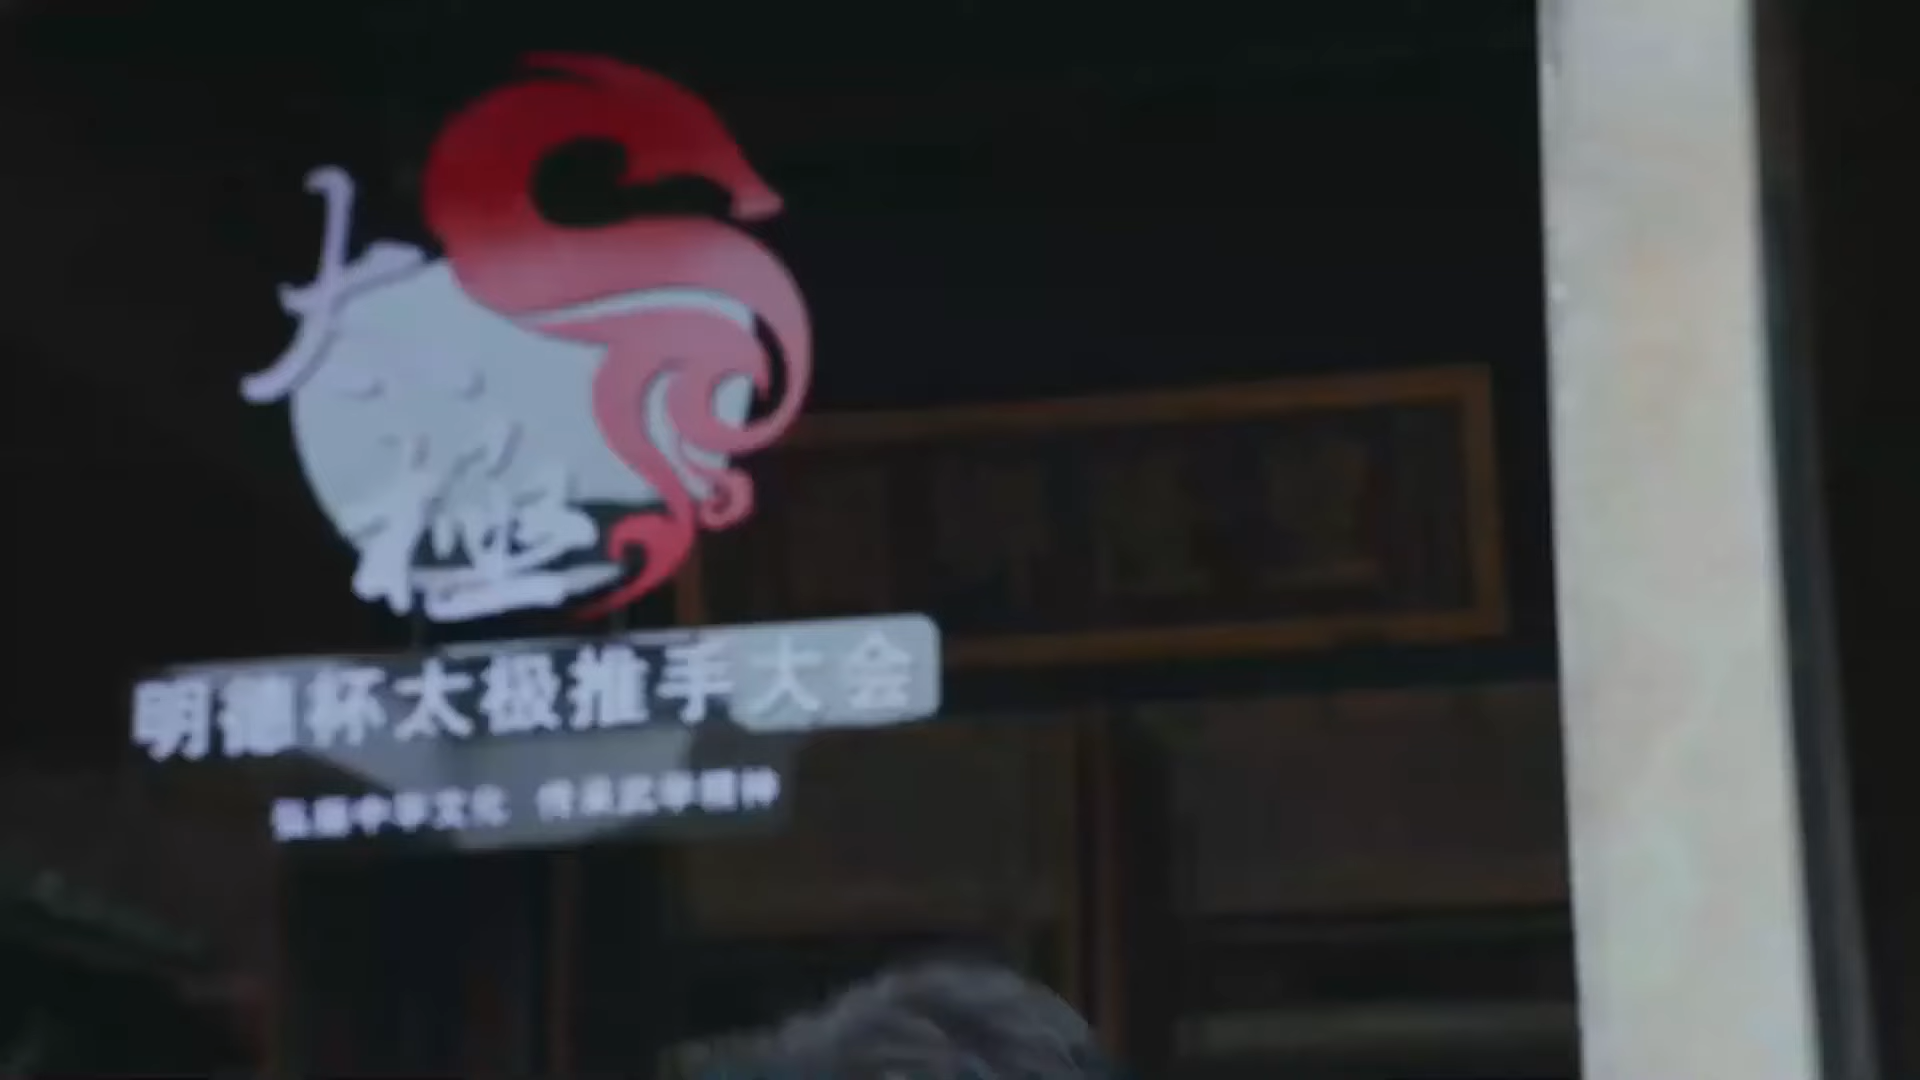 太極
明德杯太极推手大会
弘扬中华文化 传承武学精神